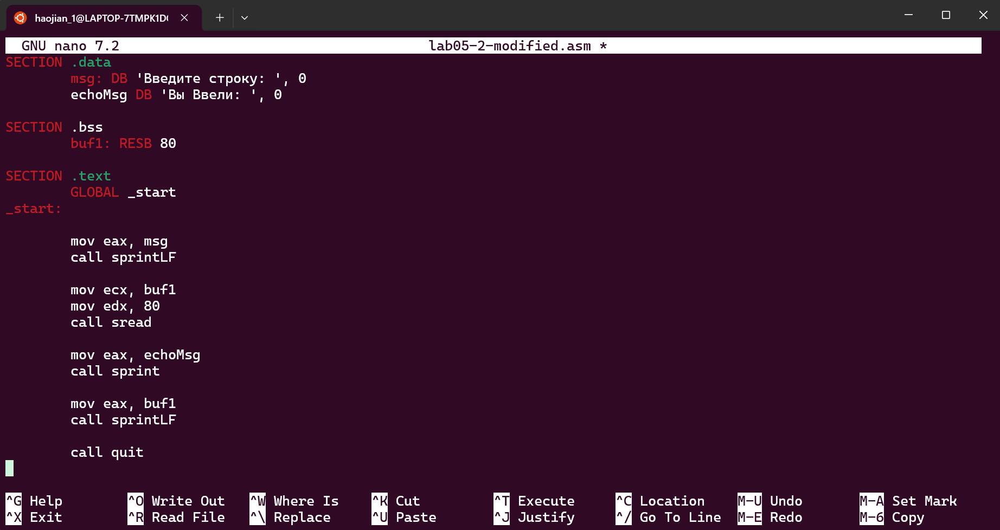 haojian_1@LAPTOP-7TMPK1D
GNU nano 7.2 lab05-2-modified.asm *
SECTION .data
msg: DB 'Введите строку: ', 0
echoMsg DB 'Вы Ввели: ', 0
SECTION .bss
buf1: RESB 80
SECTION .text
GLOBAL _start
_start:
mov eax, msg
call sprintLF
mov ecx, buf1
mov edx, 80
call sread
mov eax, echoMsg
call sprint
mov eax, buf1
call sprintLF
call quit
^G Help ^O Write Out ^W Where Is ^K Cut ^T Execute ^C Location M-U Undo M-A Set Mark
^X Exit ^R Read File ^\ Replace ^U Paste ^J Justify ^/ Go To Line M-E Redo M-6 Copy